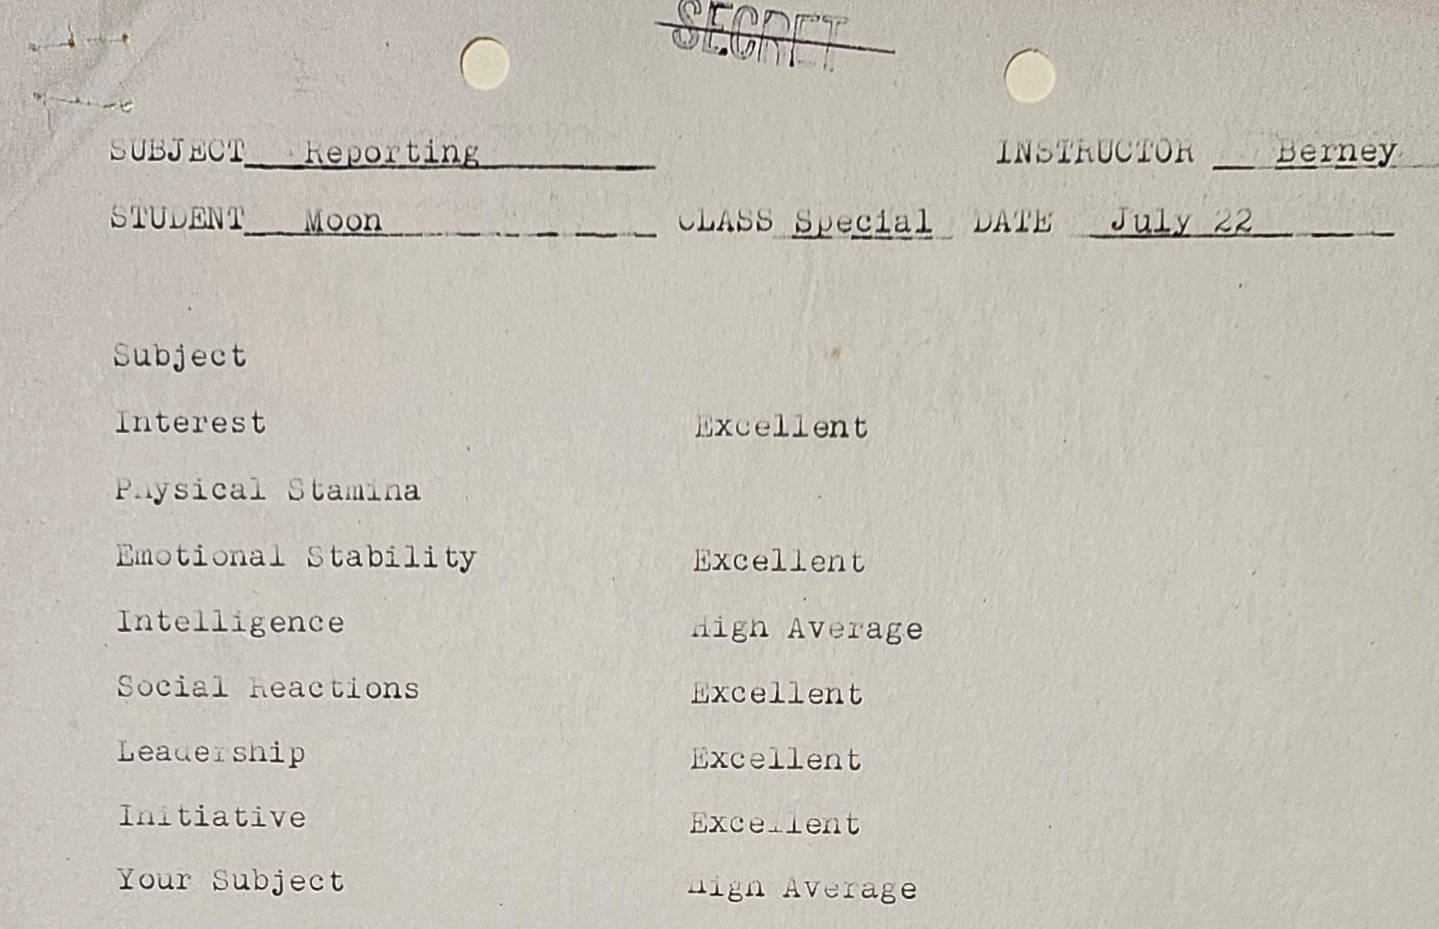 SECRET
SUBJECT Reporting INSTRUCTOR Berney
STUDENT Moon CLASS Special DATE July 22
Subject
Interest Excellent
Physical Stamina
Emotional Stability Excellent
Intelligence High Average
Social Reactions Excellent
Leadership Excellent
Initiative Excellent
Your Subject High Average